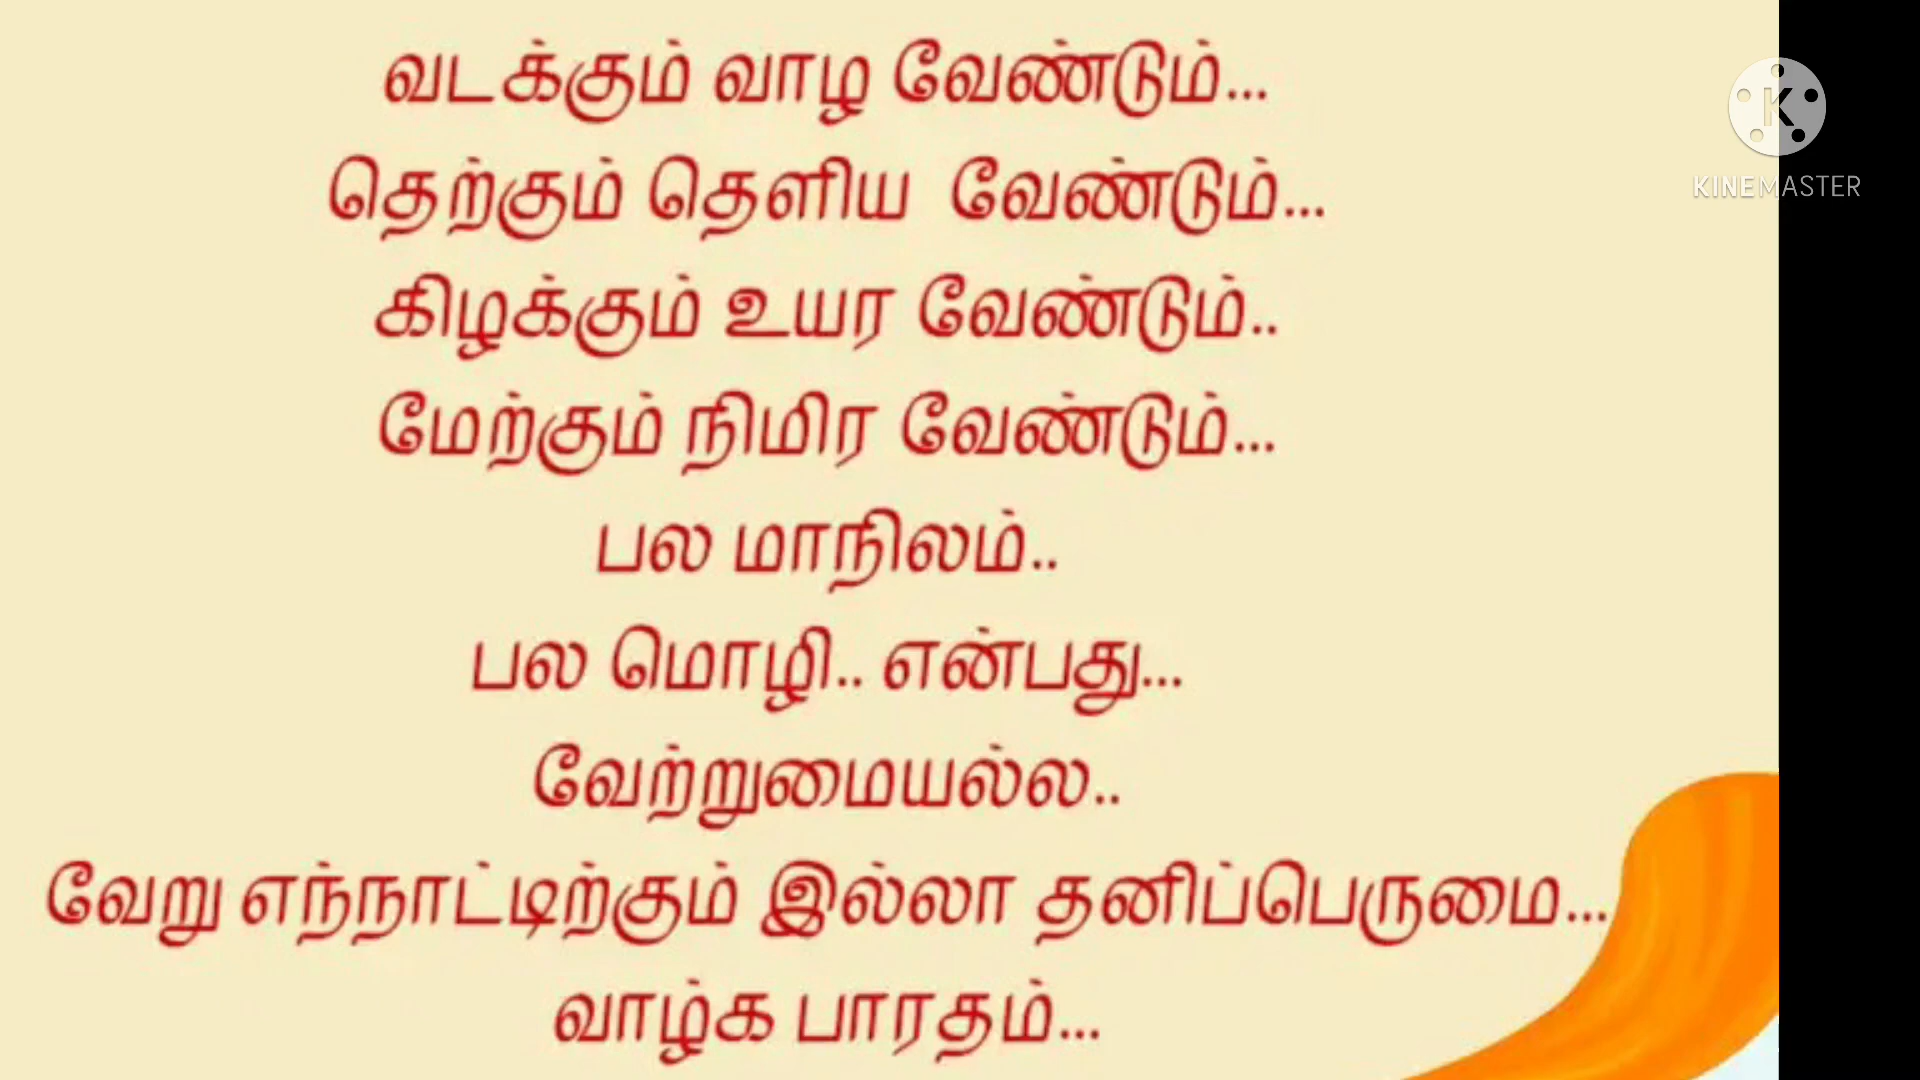 வடக்கும் வாழ வேண்டும்...
தெற்கும் தெளிய வேண்டும்...
கிழக்கும் உயர வேண்டும்..
மேற்கும் நிமிர வேண்டும்...
பல மாநிலம்..
பல மொழி.. என்பது...
வேற்றுமையல்ல..
வேறு எந்நாட்டிற்கும் இல்லா தனிப்பெருமை...
வாழ்க பாரதம்...
K
KINEMASTER